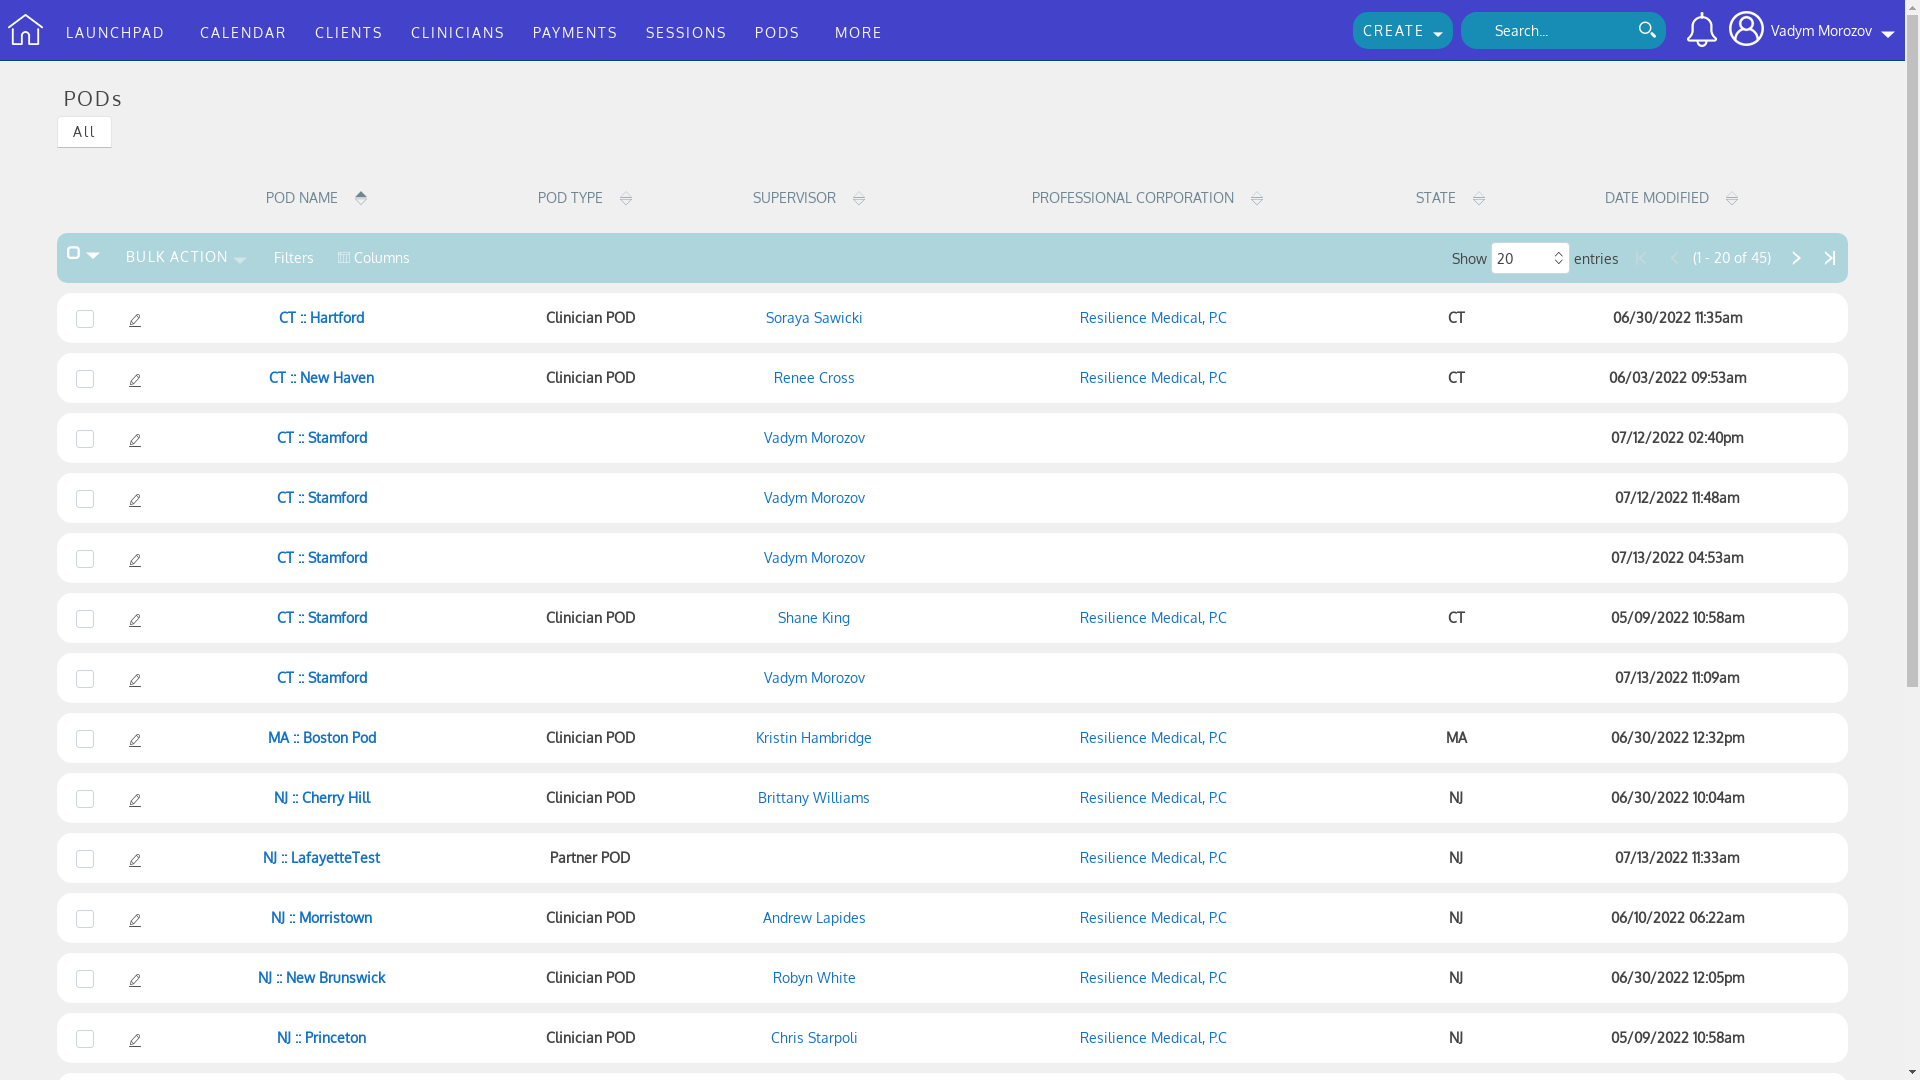 LAUNCHPAD CALENDAR CLIENTS CLINICIANS PAYMENTS SESSIONS PODS MORE CREATE Search... Vadym Morozov
PODs
All
POD NAME POD TYPE SUPERVISOR PROFESSIONAL CORPORATION STATE DATE MODIFIED
BULK ACTION Filters Columns Show 20 entries (1 - 20 of 45)
CT :: Hartford Clinician POD Soraya Sawicki Resilience Medical, P.C CT 06/30/2022 11:35am
CT :: New Haven Clinician POD Renee Cross Resilience Medical, P.C CT 06/03/2022 09:53am
CT :: Stamford Vadym Morozov 07/12/2022 02:40pm
CT :: Stamford Vadym Morozov 07/12/2022 11:48am
CT :: Stamford Vadym Morozov 07/13/2022 04:53am
CT :: Stamford Clinician POD Shane King Resilience Medical, P.C CT 05/09/2022 10:58am
CT :: Stamford Vadym Morozov 07/13/2022 11:09am
MA :: Boston Pod Clinician POD Kristin Hambridge Resilience Medical, P.C MA 06/30/2022 12:32pm
NJ :: Cherry Hill Clinician POD Brittany Williams Resilience Medical, P.C NJ 06/30/2022 10:04am
NJ :: LafayetteTest Partner POD Resilience Medical, P.C NJ 07/13/2022 11:33am
NJ :: Morristown Clinician POD Andrew Lapides Resilience Medical, P.C NJ 06/10/2022 06:22am
NJ :: New Brunswick Clinician POD Robyn White Resilience Medical, P.C NJ 06/30/2022 12:05pm
NJ :: Princeton Clinician POD Chris Starpoli Resilience Medical, P.C NJ 05/09/2022 10:58am